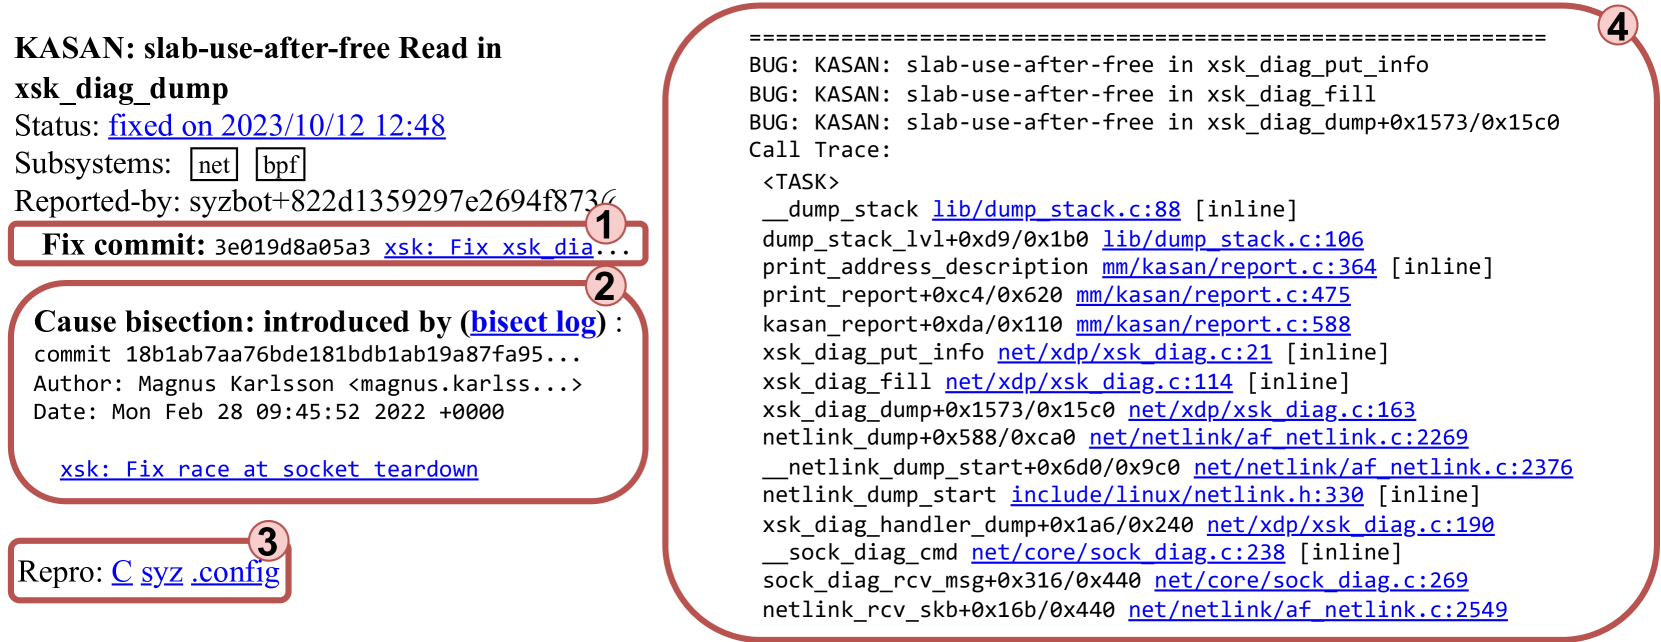 KASAN: slab-use-after-free Read in
xsk_diag_dump
Status: fixed on 2023/10/12 12:48
Subsystems: net bpf
Reported-by: syzbot+822d1359297e2694f873
1
Fix commit: 3e019d8a05a3 xsk: Fix xsk_dia...
2
Cause bisection: introduced by (bisect log) :
commit 18b1ab7aa76bde181bdb1ab19a87fa95...
Author: Magnus Karlsson <magnus.karlss...>
Date: Mon Feb 28 09:45:52 2022 +0000
xsk: Fix race at socket teardown
3
Repro: C syz .config
4
=============================================================
BUG: KASAN: slab-use-after-free in xsk_diag_put_info
BUG: KASAN: slab-use-after-free in xsk_diag_fill
BUG: KASAN: slab-use-after-free in xsk_diag_dump+0x1573/0x15c0
Call Trace:
<TASK>
__dump_stack lib/dump_stack.c:88 [inline]
dump_stack_lvl+0xd9/0x1b0 lib/dump_stack.c:106
print_address_description mm/kasan/report.c:364 [inline]
print_report+0xc4/0x620 mm/kasan/report.c:475
kasan_report+0xda/0x110 mm/kasan/report.c:588
xsk_diag_put_info net/xdp/xsk_diag.c:21 [inline]
xsk_diag_fill net/xdp/xsk_diag.c:114 [inline]
xsk_diag_dump+0x1573/0x15c0 net/xdp/xsk_diag.c:163
netlink_dump+0x588/0xca0 net/netlink/af_netlink.c:2269
__netlink_dump_start+0x6d0/0x9c0 net/netlink/af_netlink.c:2376
netlink_dump_start include/linux/netlink.h:330 [inline]
xsk_diag_handler_dump+0x1a6/0x240 net/xdp/xsk_diag.c:190
__sock_diag_cmd net/core/sock_diag.c:238 [inline]
sock_diag_rcv_msg+0x316/0x440 net/core/sock_diag.c:269
netlink_rcv_skb+0x16b/0x440 net/netlink/af_netlink.c:2549